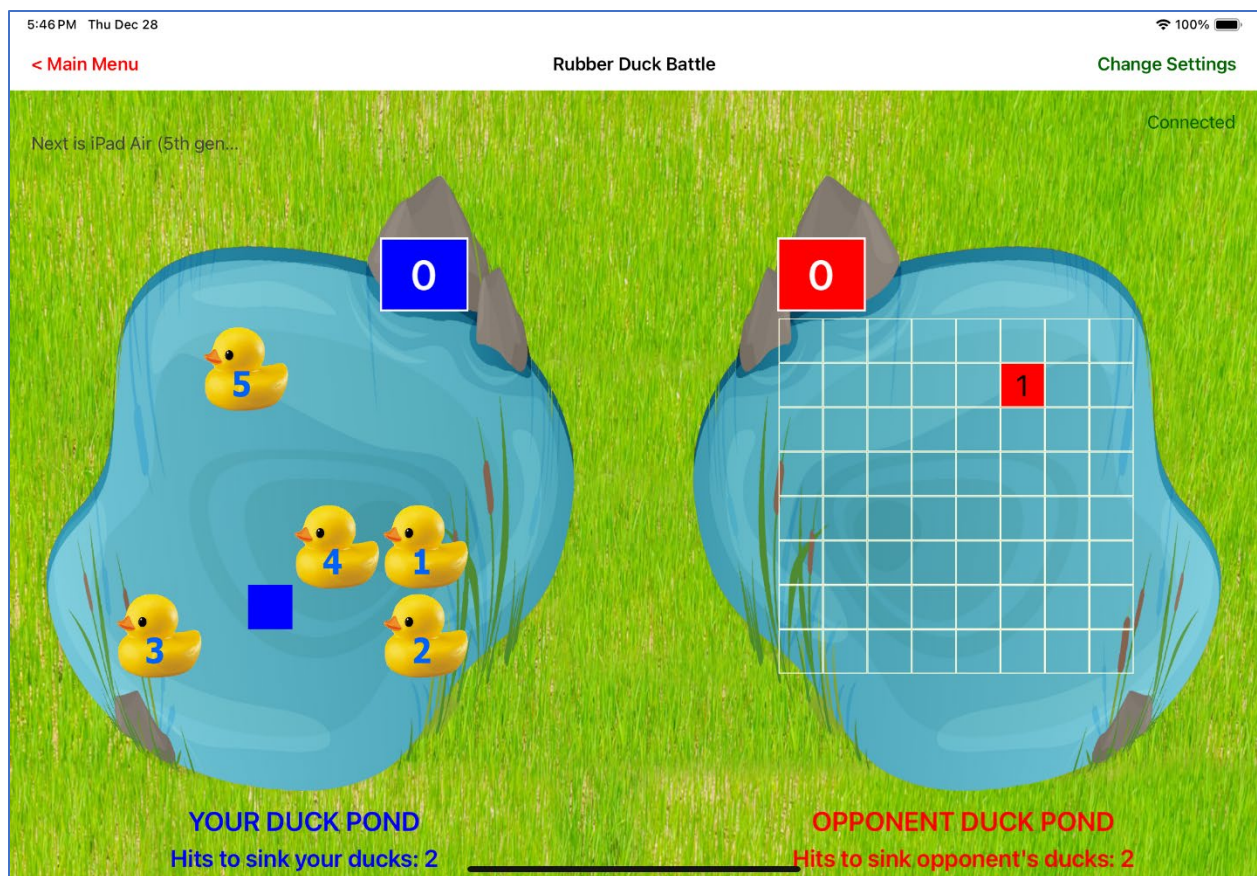 5:46 PM Thu Dec 28 100%
< Main Menu Rubber Duck Battle Change Settings
Connected
Next is iPad Air (5th gen...
0 0
5
1
4 1
3 2
YOUR DUCK POND OPPONENT DUCK POND
Hits to sink your ducks: 2 Hits to sink opponent's ducks: 2